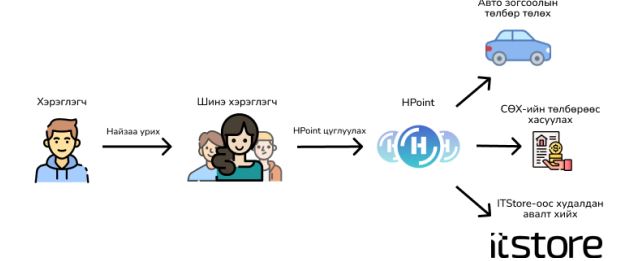 Авто зогсоолын
төлбөр төлөх
Хэрэглэгч
Найзаа урих
Шинэ хэрэглэгч
HPoint цуглуулах
HPoint
H
СӨХ-ийн төлбөрөөс
хасуулах
ITStore-оос худалдан
авалт хийх
itstore